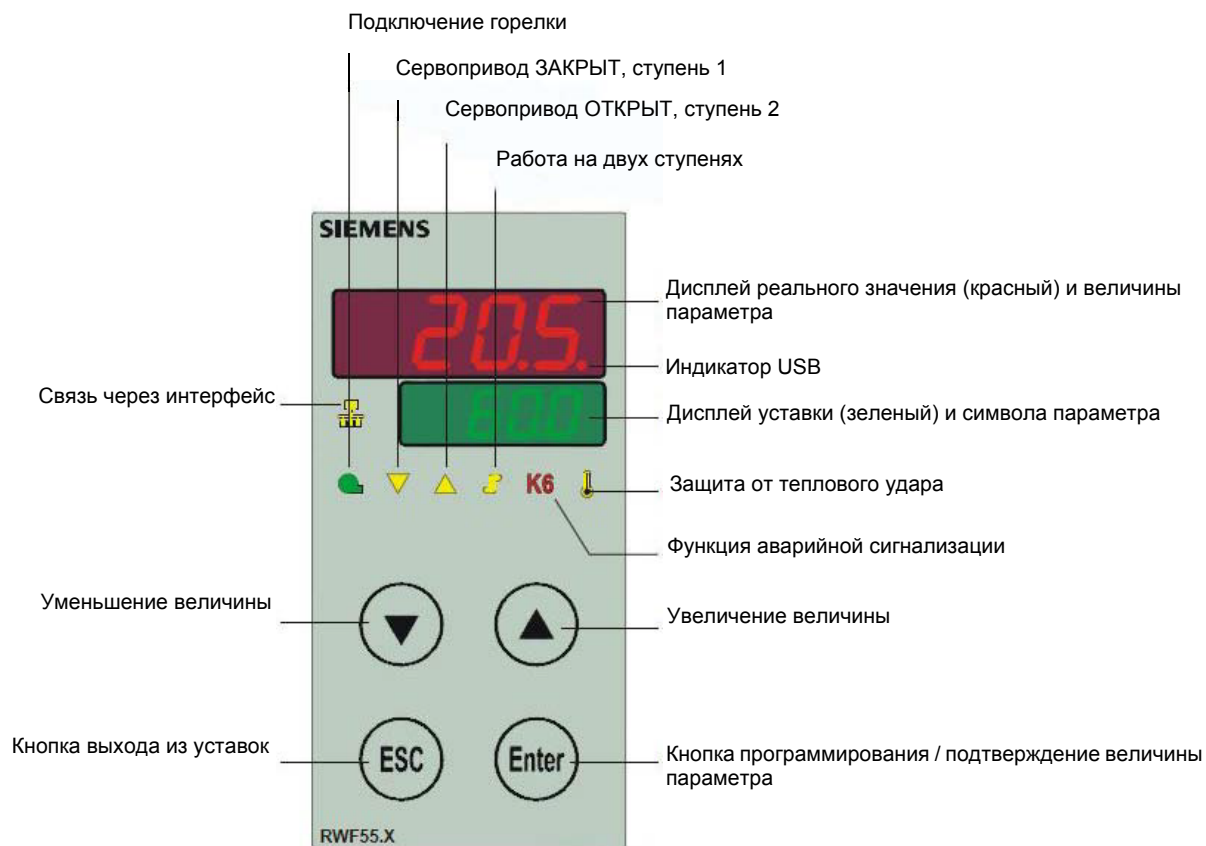 Подключение горелки
Сервопривод ЗАКРЫТ, ступень 1
Сервопривод ОТКРЫТ, ступень 2
Работа на двух ступенях
SIEMENS
20.5.
Дисплей реального значения (красный) и величины
параметра
Индикатор USB
Связь через интерфейс
60.0
Дисплей уставки (зеленый) и символа параметра
K6
Защита от теплового удара
Функция аварийной сигнализации
Уменьшение величины
Увеличение величины
Кнопка выхода из уставок
ESC
Enter
Кнопка программирования / подтверждение величины
параметра
RWF55.X